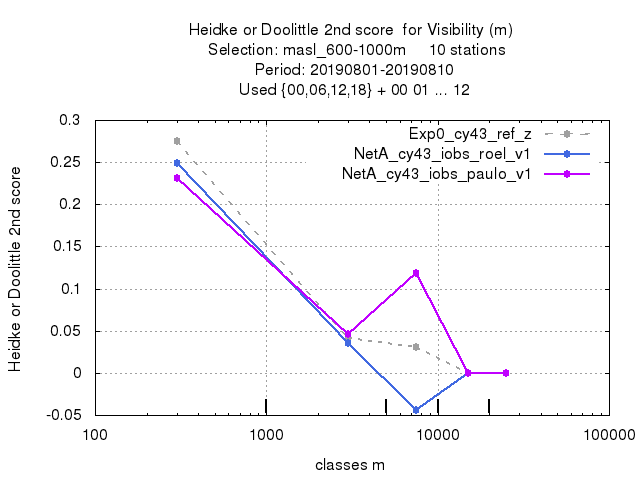 Heidke or Doolittle 2nd score  for Visibility (m)
Selection: masl_600-1000m     10 stations
Period: 20190801-20190810
Used {00,06,12,18} + 00 01 ... 12
Exp0_cy43_ref_z
NetA_cy43_iobs_roel_v1
NetA_cy43_iobs_paulo_v1
Heidke or Doolittle 2nd score
0.3
0.25
0.2
0.15
0.1
0.05
0
-0.05
100 1000 10000 100000
classes m